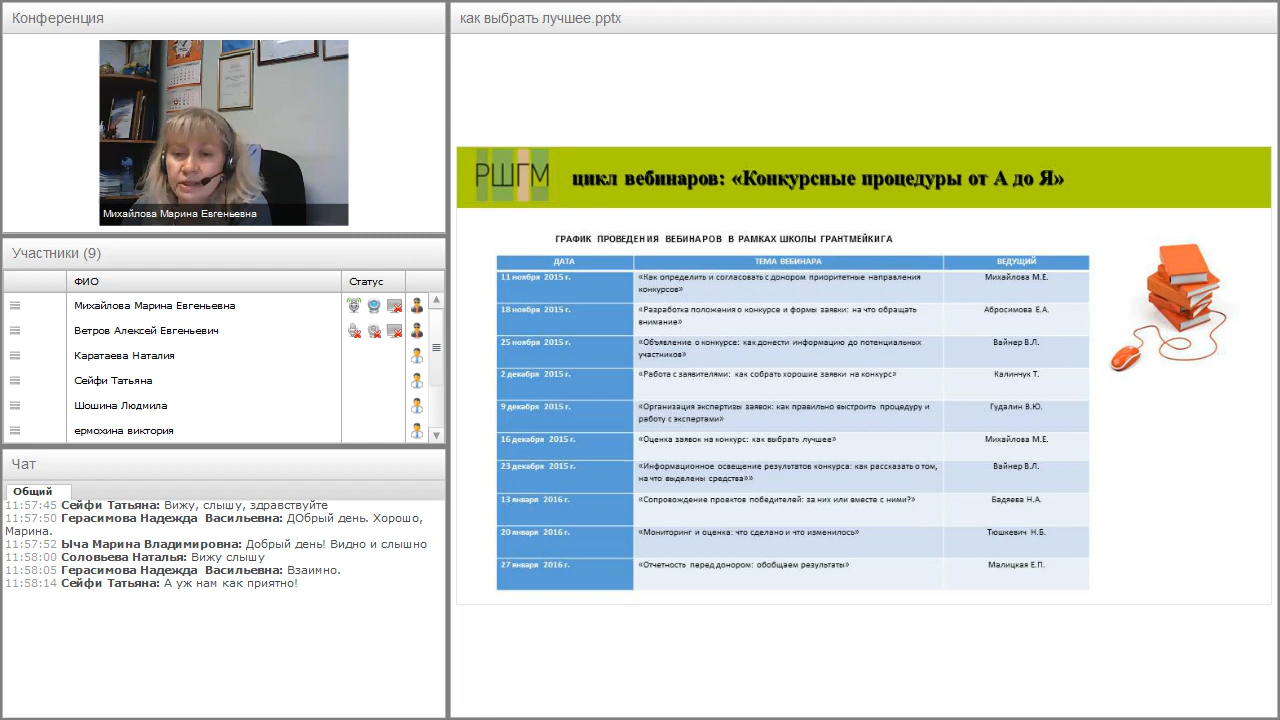 Конференция
Михайлова Марина Евгеньевна
Участники (9)
ФИО
Статус
Михайлова Марина Евгеньевна
Ветров Алексей Евгеньевич
Каратаева Наталия
Сейфи Татьяна
Шошина Людмила
ермохина виктория
Чат
Общий
11:57:45 Сейфи Татьяна: Вижу, слышу, здравствуйте
11:57:50 Герасимова Надежда Васильевна: ДОбрый день. Хорошо,
Марина.
11:57:52 Ыча Марина Владимировна: Добрый день! Видно и слышно
11:58:00 Соловьева Наталья: Вижу слышу
11:58:05 Герасимова Надежда Васильевна: Взаимно.
11:58:14 Сейфи Татьяна: А уж нам как приятно!
как выбрать лучшее.pptx
РШГМ
цикл вебинаров: «Конкурсные процедуры от А до Я»
ГРАФИК ПРОВЕДЕНИЯ ВЕБИНАРОВ В РАМКАХ ШКОЛЫ ГРАНТМЕЙКИГА
ДАТА ТЕМА ВЕБИНАРА ВЕДУЩИЙ
11 ноября 2015 г. «Как определить и согласовать с донором приоритетные направления Михайлова М.Е.
конкурсов»
18 ноября 2015 г. «Разработка положения о конкурсе и формы заявки: на что обращать Абросимова Е.А.
внимание»
25 ноября 2015 г. «Объявление о конкурсе: как донести информацию до потенциальных Вайнер В.Л.
участников»
2 декабря 2015 г. «Работа с заявителями: как собрать хорошие заявки на конкурс» Калинчук Т.
9 декабря 2015 г. «Организация экспертизы заявок: как правильно выстроить процедуру и Гудалин В.Ю.
работу с экспертами»
16 декабря 2015 г. «Оценка заявок на конкурс: как выбрать лучшее» Михайлова М.Е.
23 декабря 2015 г. «Информационное освещение результатов конкурса: как рассказать о том, Вайнер В.Л.
на что выделены средства»»
13 января 2016 г. «Сопровождение проектов победителей: за них или вместе с ними?» Бадяева Н.А.
20 января 2016 г. «Мониторинг и оценка: что сделано и что изменилось» Тюшкевич Н.Б.
27 января 2016 г. «Отчетность перед донором: обобщаем результаты» Малицкая Е.П.